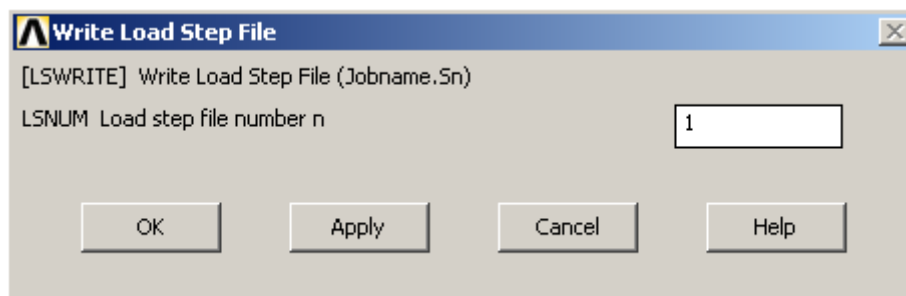 Write Load Step File
[LSWRITE] Write Load Step File (Jobname.Sn)
LSNUM Load step file number n 1
OK Apply Cancel Help